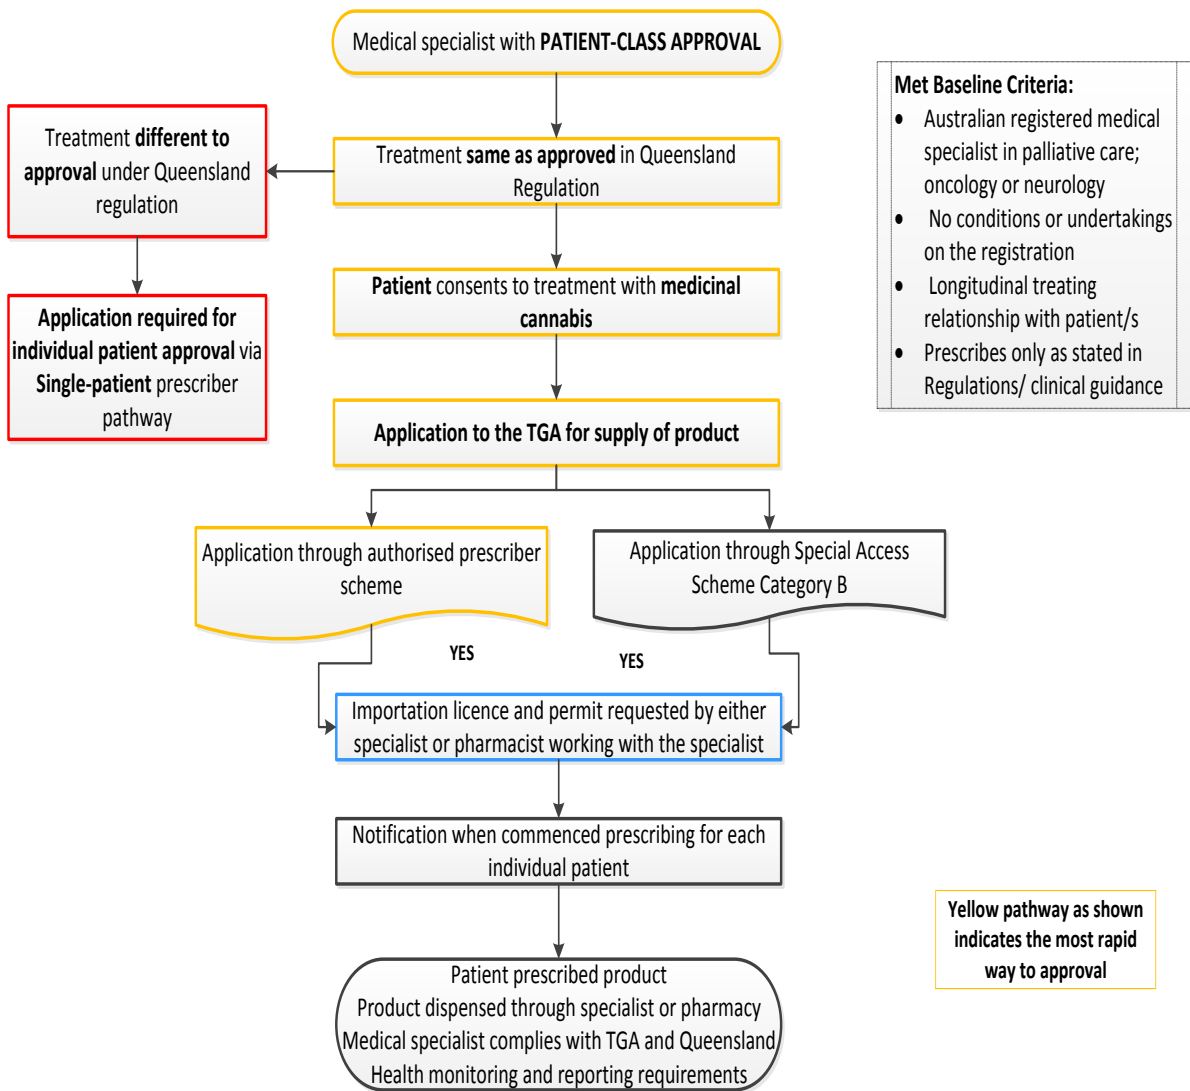 Medical specialist with PATIENT-CLASS APPROVAL
Treatment different to
approval under Queensland
regulation
Treatment same as approved in Queensland
Regulation
Met Baseline Criteria:
• Australian registered medical
specialist in palliative care;
oncology or neurology
• No conditions or undertakings
on the registration
• Longitudinal treating
relationship with patient/s
• Prescribes only as stated in
Regulations/ clinical guidance
Application required for
individual patient approval via
Single-patient prescriber
pathway
Patient consents to treatment with medicinal
cannabis
Application to the TGA for supply of product
Application through authorised prescriber
scheme
Application through Special Access
Scheme Category B
YES
YES
Importation licence and permit requested by either
specialist or pharmacist working with the specialist
Notification when commenced prescribing for each
individual patient
Yellow pathway as shown
indicates the most rapid
way to approval
Patient prescribed product
Product dispensed through specialist or pharmacy
Medical specialist complies with TGA and Queensland
Health monitoring and reporting requirements